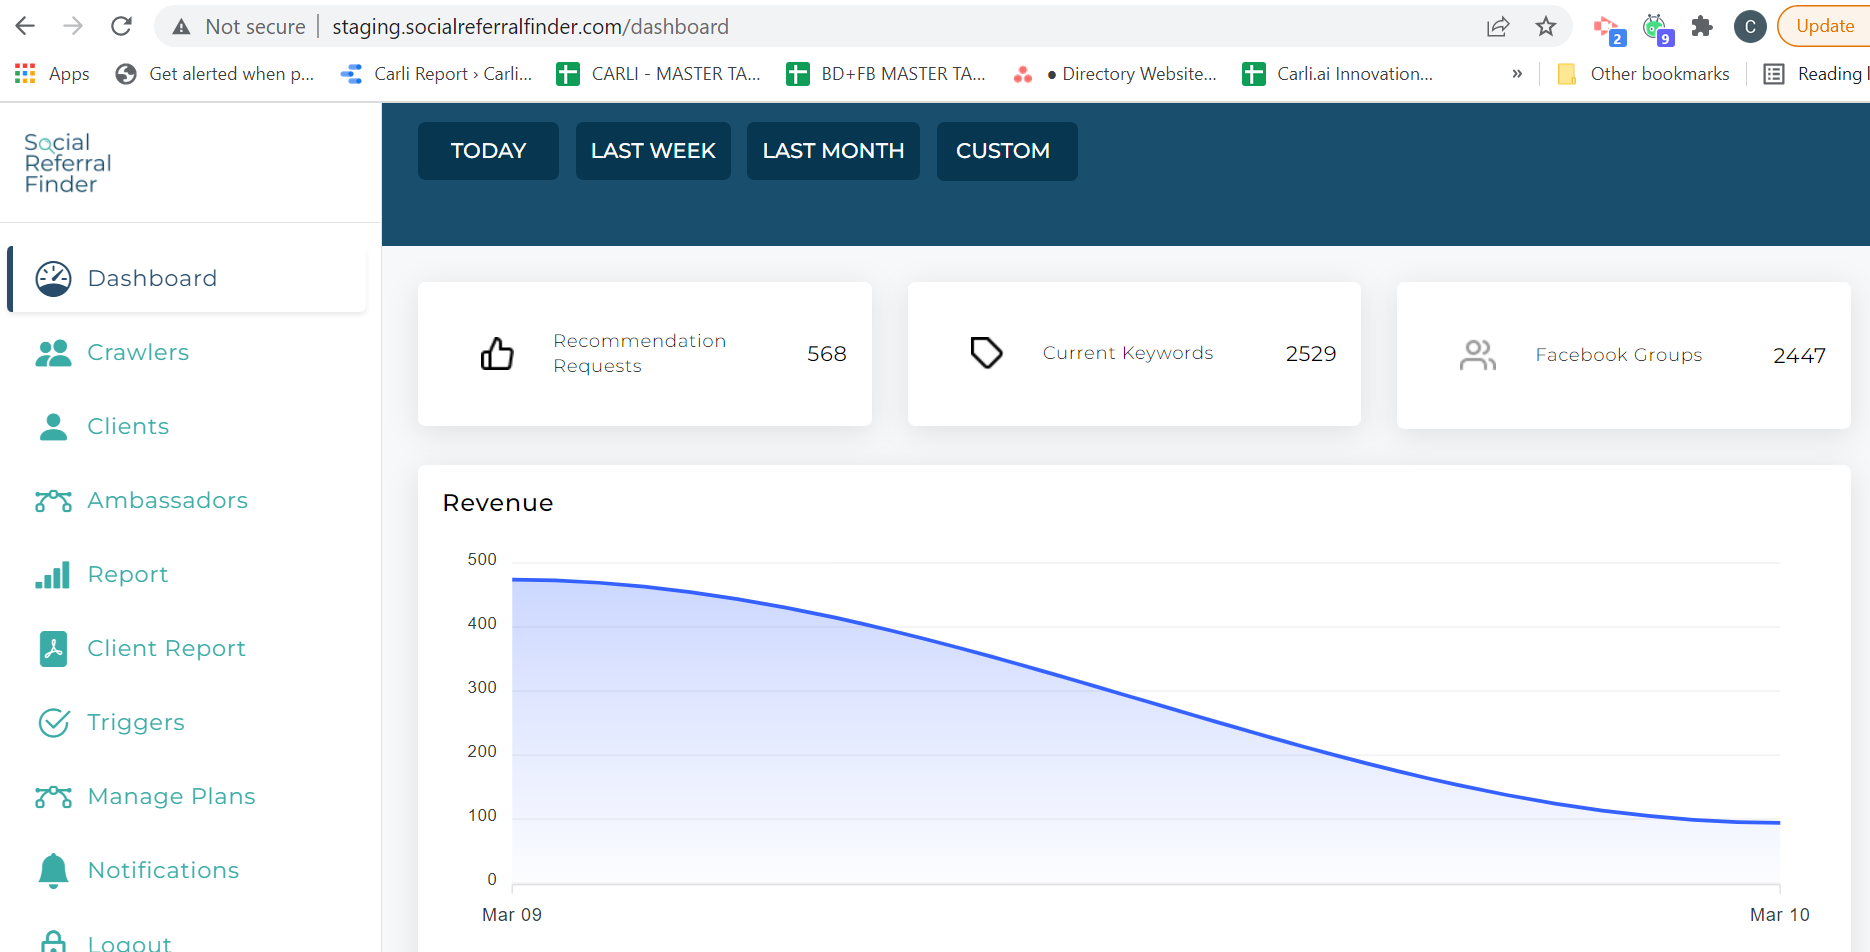 Not secure | staging.socialreferralfinder.com/dashboard
2
9
C
Update
Apps
Get alerted when p...
Carli Report › Carli...
CARLI - MASTER TA...
BD+FB MASTER TA...
● Directory Website...
Carli.ai Innovation...
»
Other bookmarks
Reading l
Social
Referral
Finder
TODAY
LAST WEEK
LAST MONTH
CUSTOM
Dashboard
Crawlers
Clients
Ambassadors
Report
Client Report
Triggers
Manage Plans
Notifications
Logout
Recommendation
Requests
568
Current Keywords
2529
Facebook Groups
2447
Revenue
500
400
300
200
100
0
Mar 09
Mar 10